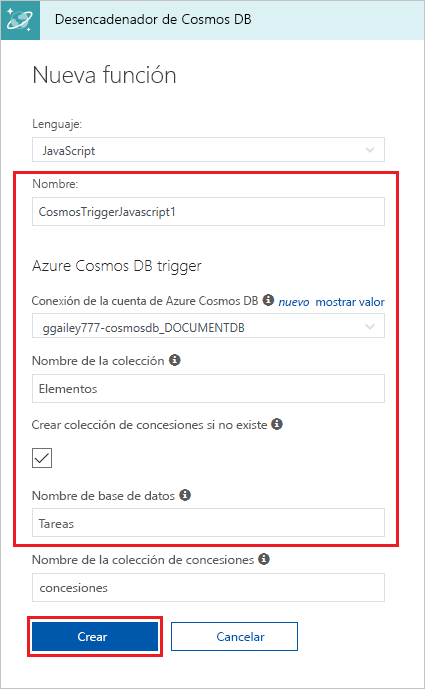 Desencadenador de Cosmos DB
Nueva función
Lenguaje:
JavaScript
Nombre:
CosmosTriggerJavascript1
Azure Cosmos DB trigger
Conexión de la cuenta de Azure Cosmos DB nuevo mostrar valor
ggailey777-cosmosdb_DOCUMENTDB
Nombre de la colección
Elementos
Crear colección de concesiones si no existe
Nombre de base de datos
Tareas
Nombre de la colección de concesiones
concesiones
Crear Cancelar